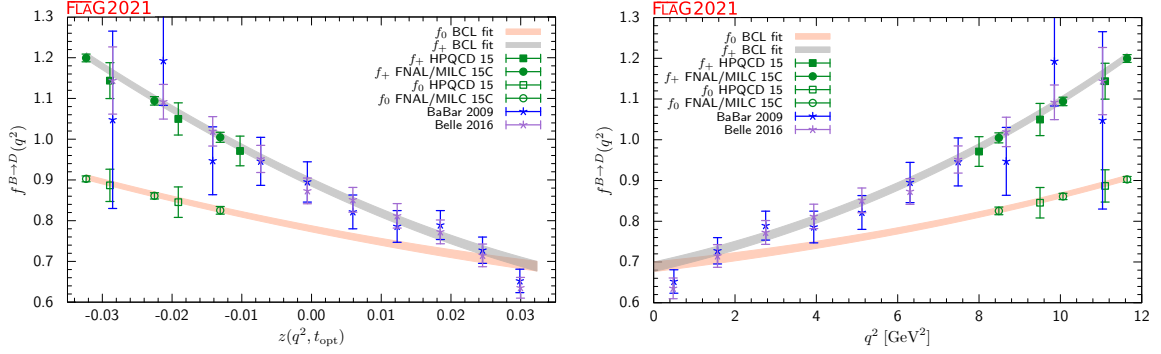 FLAG2021
1.3
1.2
1.1
1.0
0.9
0.8
0.7
0.6
f^{B→D}(q²)
f₀ BCL fit
f₊ BCL fit
f₊ HPQCD 15
f₊ FNAL/MILC 15C
f₀ HPQCD 15
f₀ FNAL/MILC 15C
BaBar 2009
Belle 2016
-0.03 -0.02 -0.01 0.00 0.01 0.02 0.03
z(q², t_opt)
FLAG2021
1.3
1.2
1.1
1.0
0.9
0.8
0.7
0.6
f^{B→D}(q²)
f₀ BCL fit
f₊ BCL fit
f₊ HPQCD 15
f₊ FNAL/MILC 15C
f₀ HPQCD 15
f₀ FNAL/MILC 15C
BaBar 2009
Belle 2016
0 2 4 6 8 10 12
q² [GeV²]